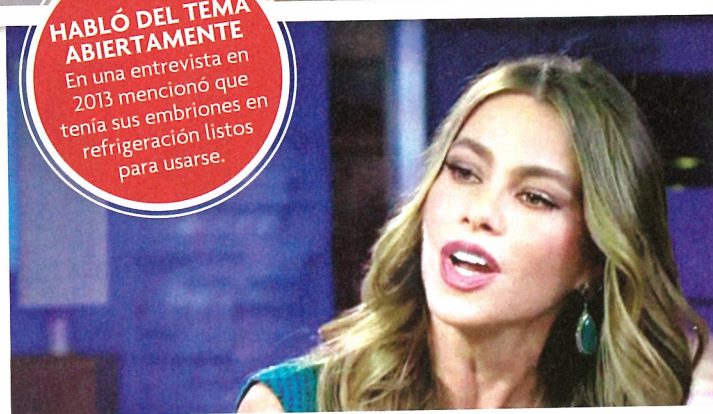 HABLÓ DEL TEMA
ABIERTAMENTE
En una entrevista en
2013 mencionó que
tenía sus embriones en
refrigeración listos
para usarse.